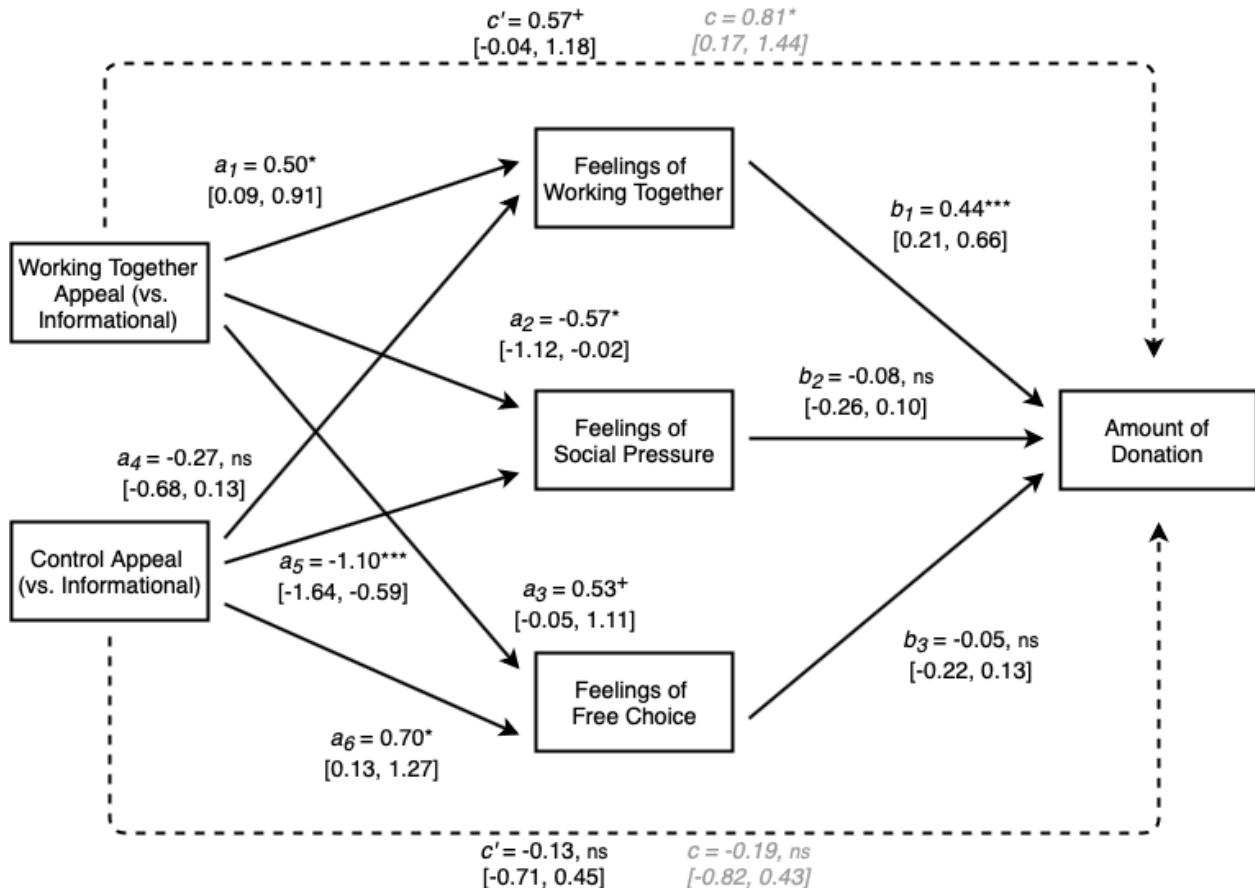 c' = 0.57+ c = 0.81*
[-0.04, 1.18] [0.17, 1.44]
a1 = 0.50*
[0.09, 0.91]
Feelings of
Working Together
b1 = 0.44***
[0.21, 0.66]
Working Together
Appeal (vs.
Informational)
a2 = -0.57*
[-1.12, -0.02]
b2 = -0.08, ns
[-0.26, 0.10]
Feelings of
Social Pressure
Amount of
Donation
a4 = -0.27, ns
[-0.68, 0.13]
Control Appeal
(vs. Informational)
a5 = -1.10***
[-1.64, -0.59]
a3 = 0.53+
[-0.05, 1.11]
b3 = -0.05, ns
[-0.22, 0.13]
Feelings of
Free Choice
a6 = 0.70*
[0.13, 1.27]
c' = -0.13, ns c = -0.19, ns
[-0.71, 0.45] [-0.82, 0.43]